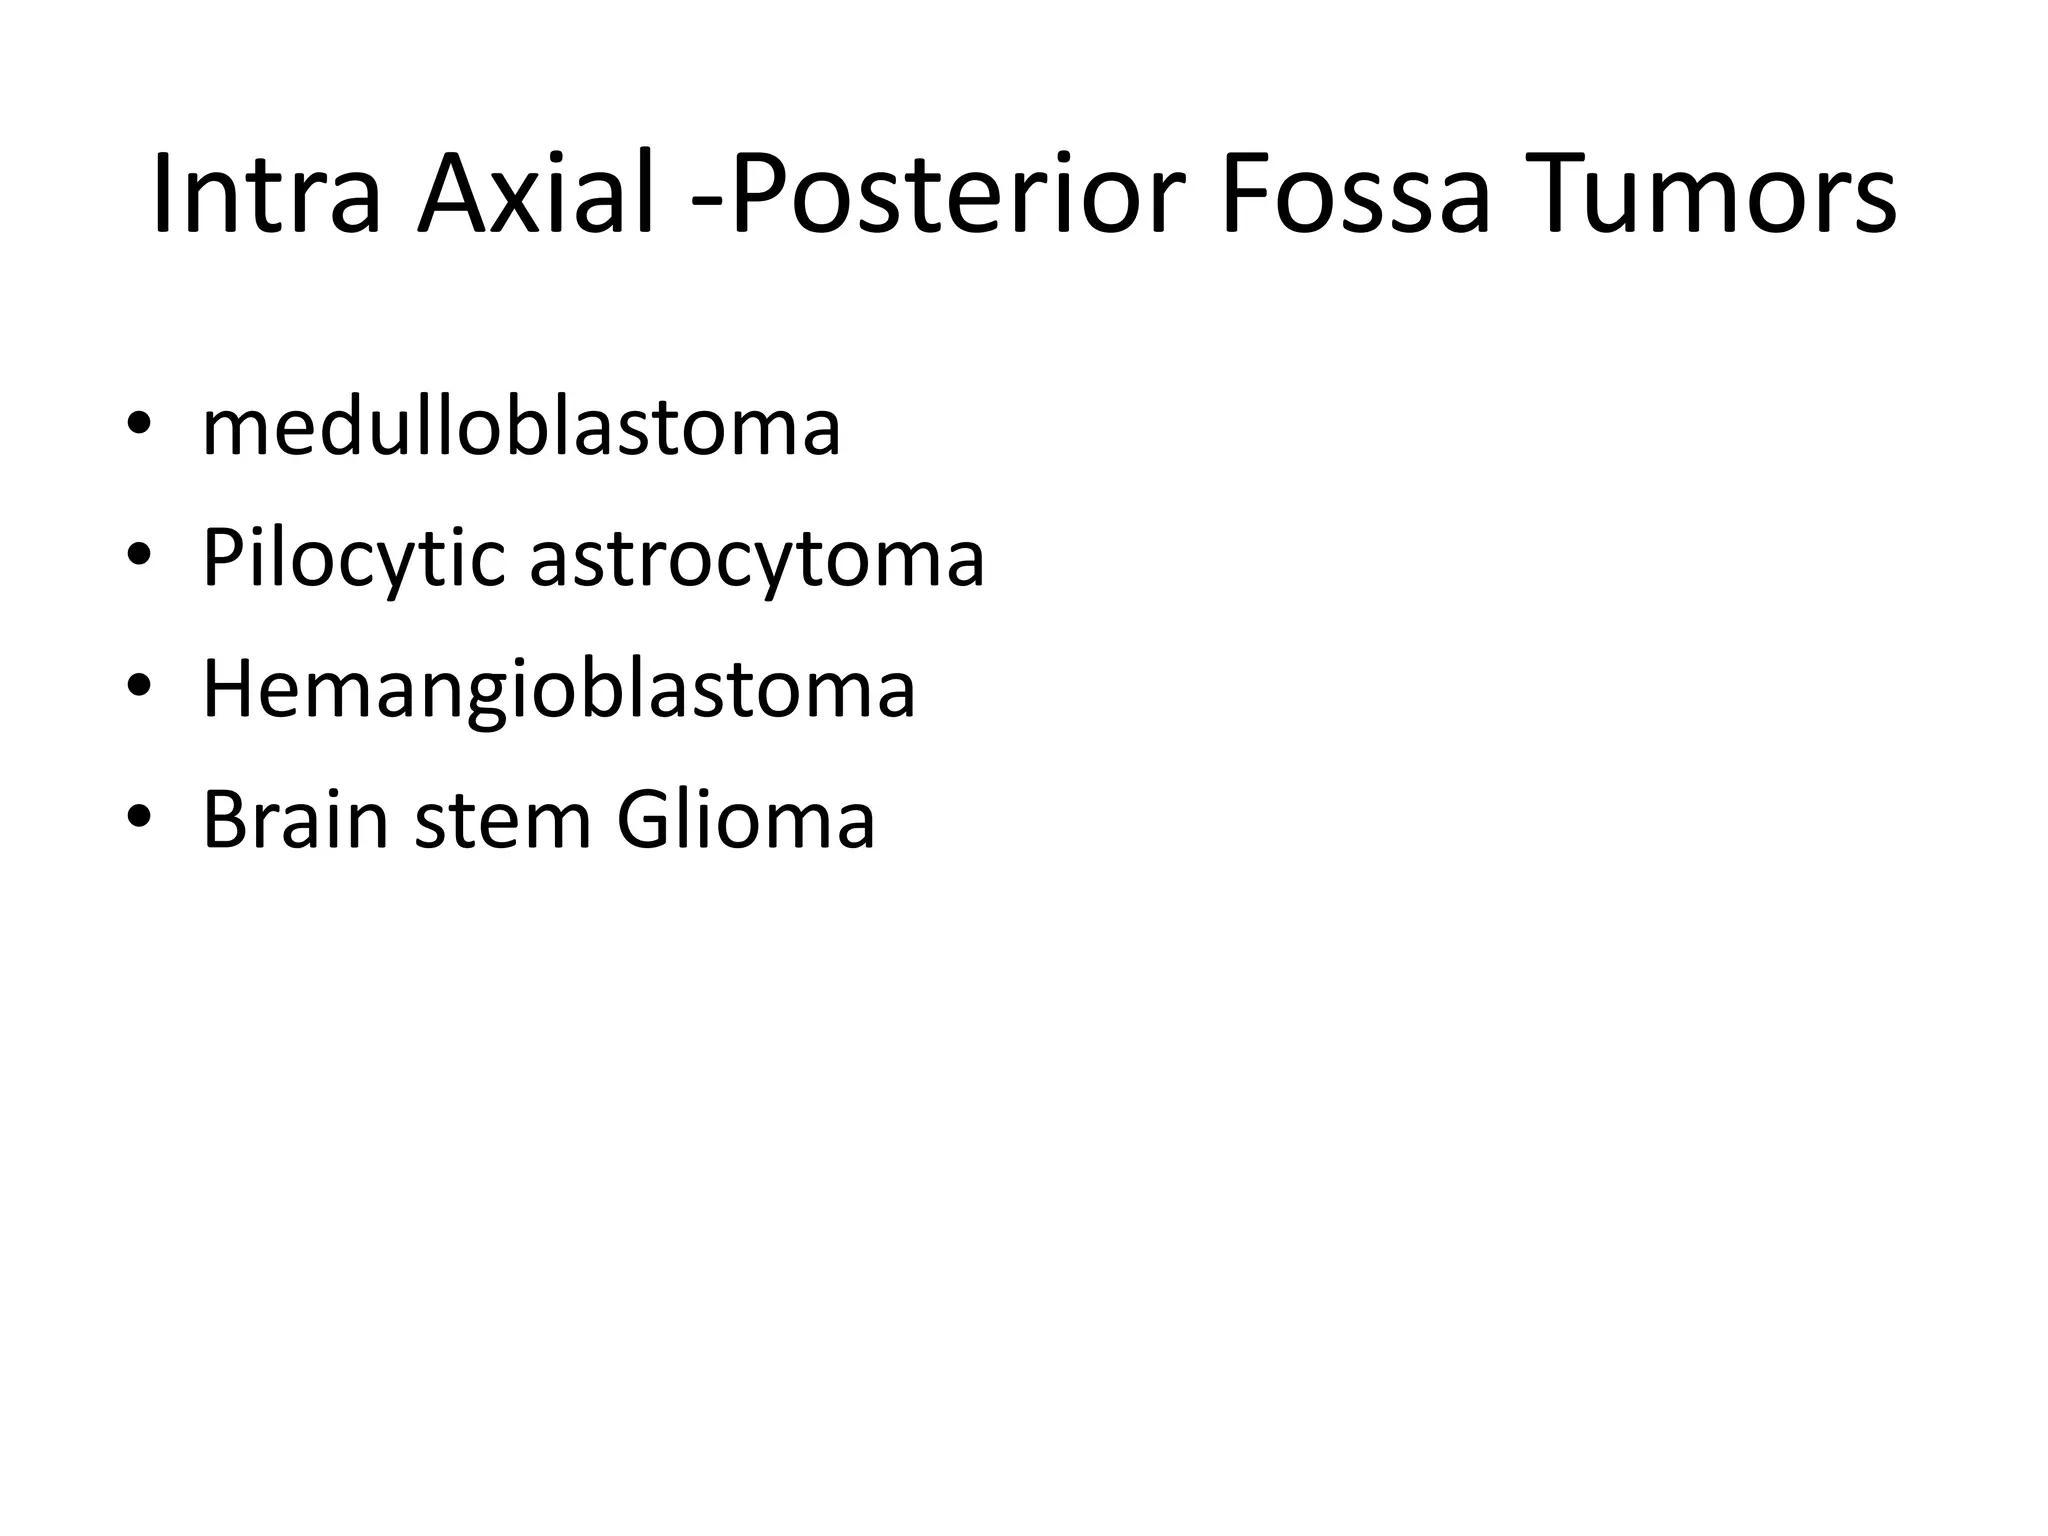 Intra Axial -Posterior Fossa Tumors
• medulloblastoma
• Pilocytic astrocytoma
• Hemangioblastoma
• Brain stem Glioma